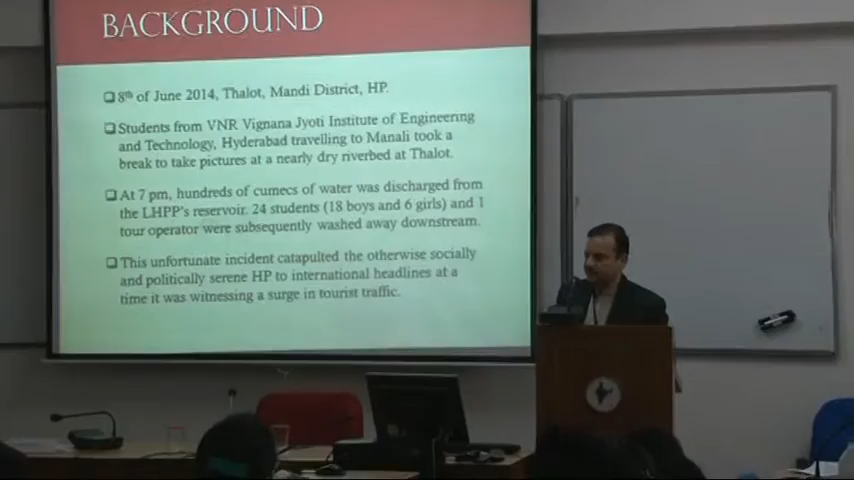 BACKGROUND
8th of June 2014, Thalot, Mandi District, HP.
Students from VNR Vignana Jyoti Institute of Engineering
and Technology, Hyderabad travelling to Manali took a
break to take pictures at a nearly dry riverbed at Thalot.
At 7 pm, hundreds of cumecs of water was discharged from
the LHPP's reservoir. 24 students (18 boys and 6 girls) and 1
tour operator were subsequently washed away downstream.
This unfortunate incident catapulted the otherwise socially
and politically serene HP to international headlines at a
time it was witnessing a surge in tourist traffic.